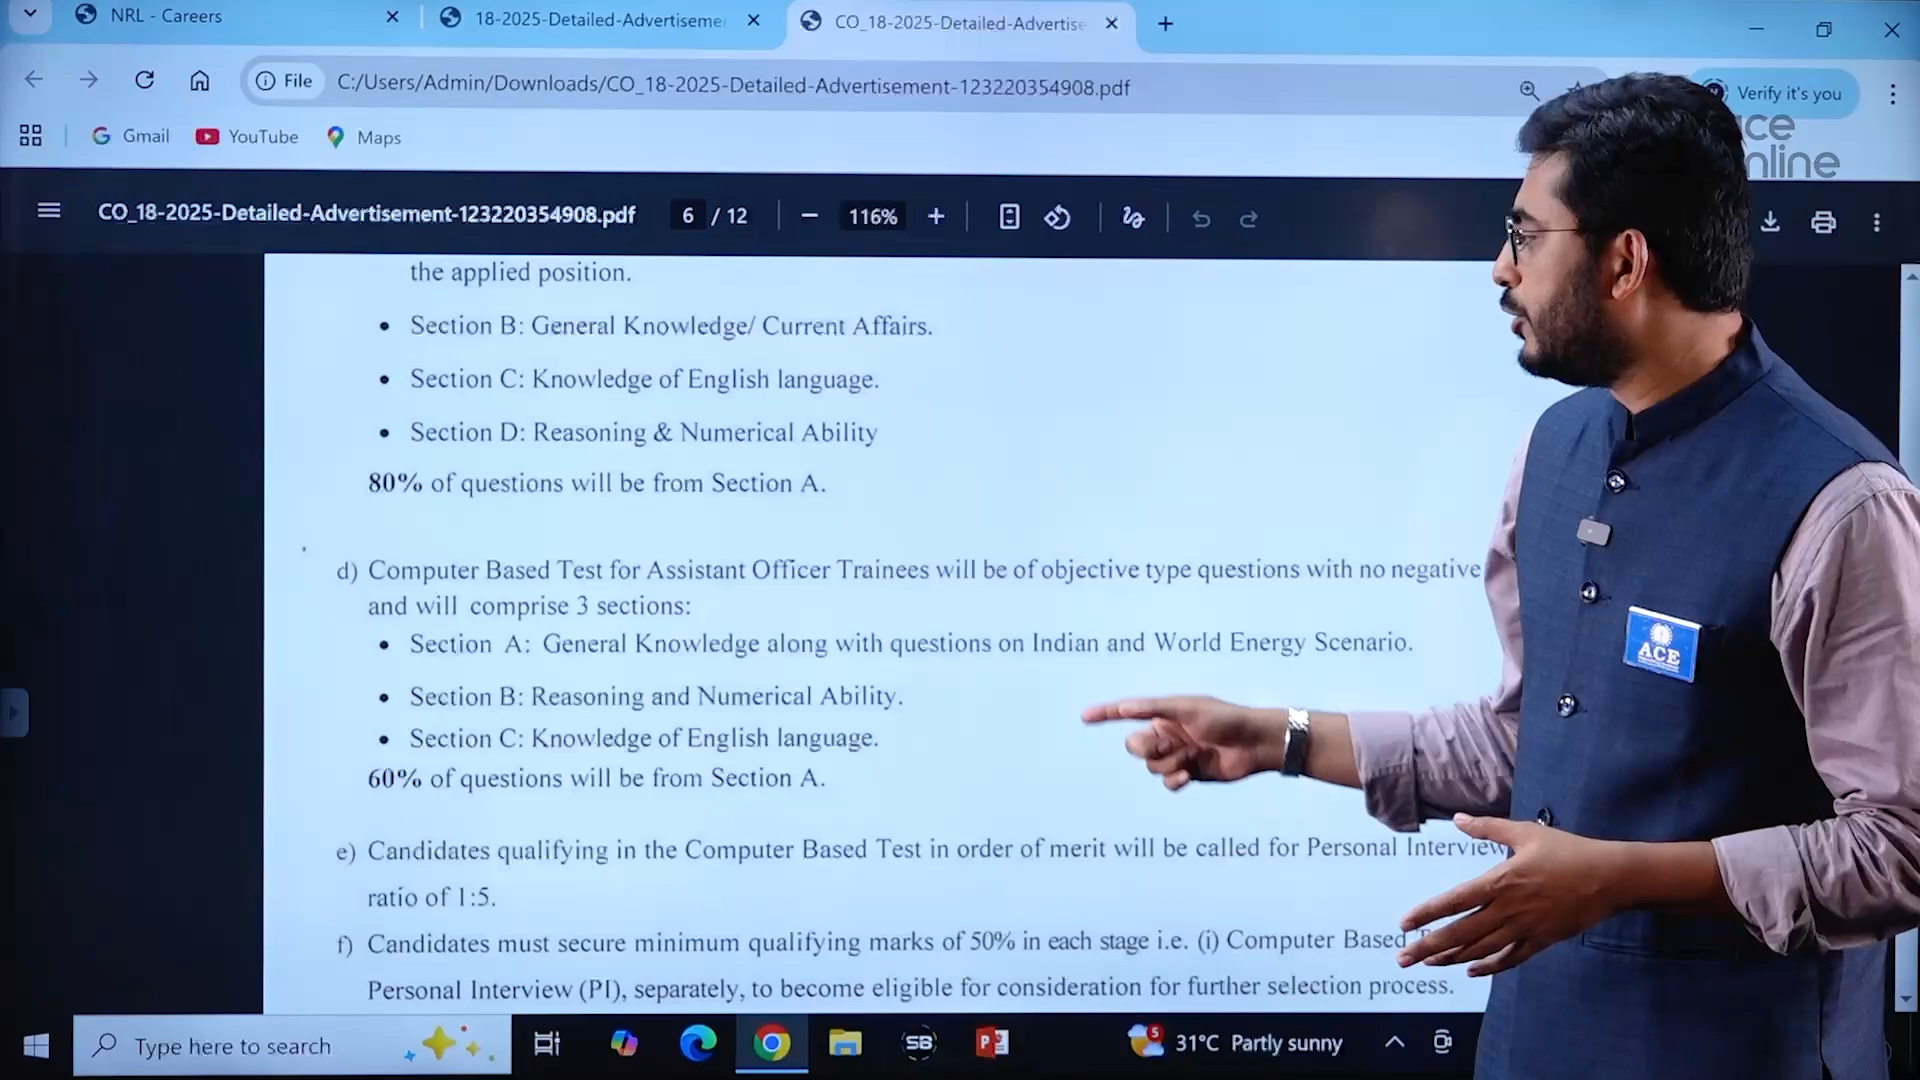 NRL - Careers
18-2025-Detailed-Advertiseme
CO_18-2025-Detailed-Advertise
File
C:/Users/Admin/Downloads/CO_18-2025-Detailed-Advertisement-123220354908.pdf
Verify it's you
Gmail
YouTube
Maps
ace
online
CO_18-2025-Detailed-Advertisement-123220354908.pdf
6 / 12
116%
the applied position.
• Section B: General Knowledge/ Current Affairs.
• Section C: Knowledge of English language.
• Section D: Reasoning & Numerical Ability
80% of questions will be from Section A.
d) Computer Based Test for Assistant Officer Trainees will be of objective type questions with no negative
and will comprise 3 sections:
• Section A: General Knowledge along with questions on Indian and World Energy Scenario.
• Section B: Reasoning and Numerical Ability.
• Section C: Knowledge of English language.
60% of questions will be from Section A.
e) Candidates qualifying in the Computer Based Test in order of merit will be called for Personal Interview
ratio of 1:5.
f) Candidates must secure minimum qualifying marks of 50% in each stage i.e. (i) Computer Based
Personal Interview (PI), separately, to become eligible for consideration for further selection process.
ACE
Type here to search
SB
5
31°C Partly sunny